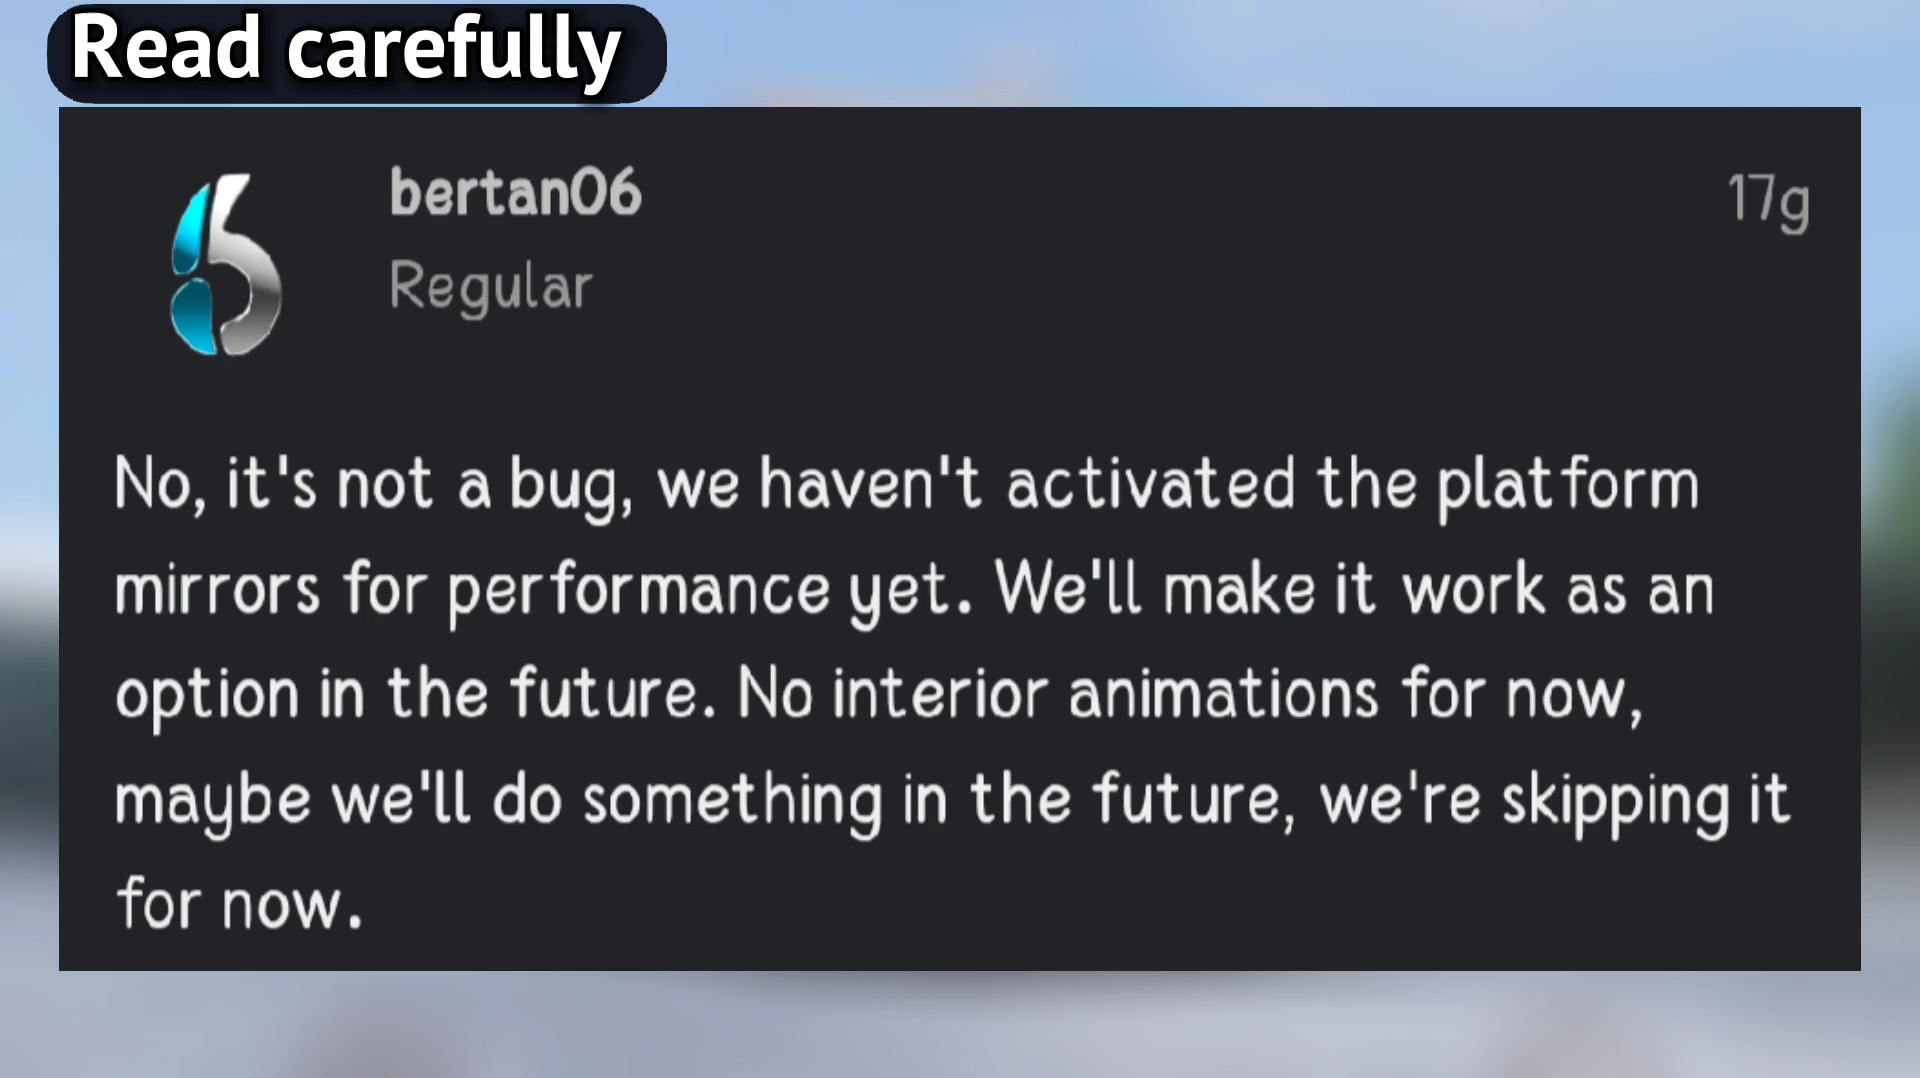 Read carefully
bertan06
17g
Regular
No, it's not a bug, we haven't activated the platform
mirrors for performance yet. We'll make it work as an
option in the future. No interior animations for now,
maybe we'll do something in the future, we're skipping it
for now.